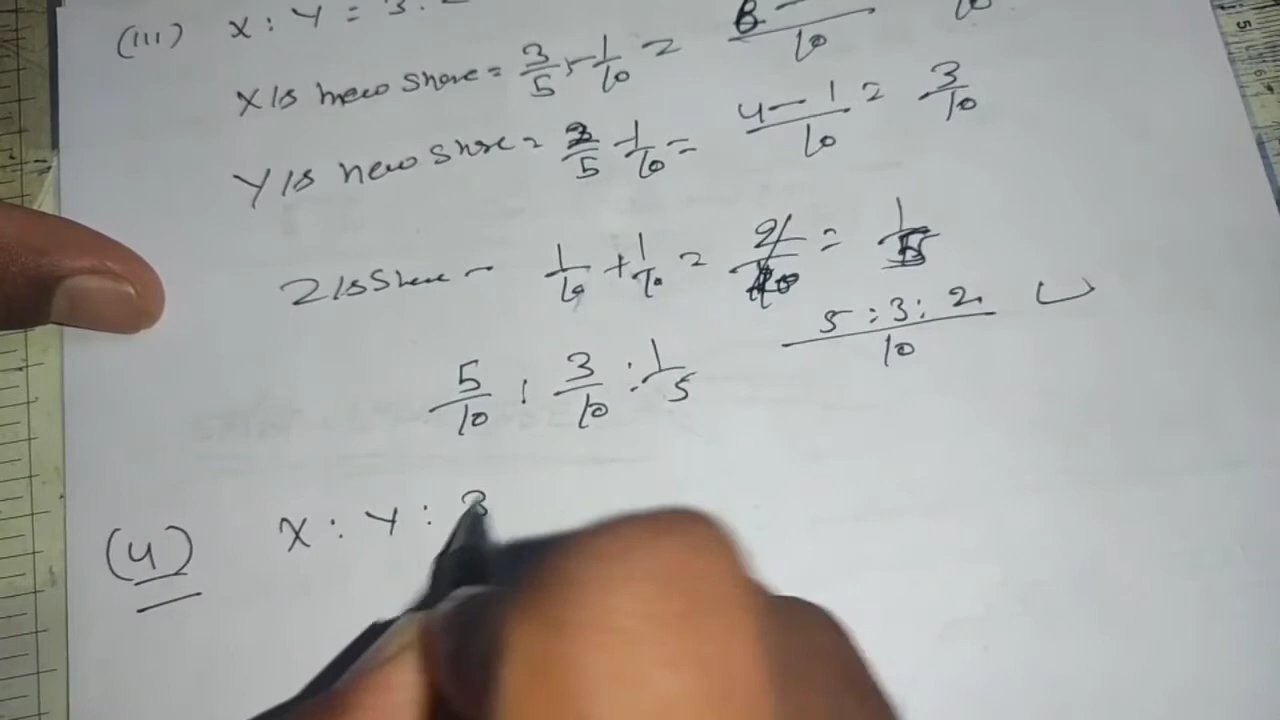 (III) X : Y = 3 :
X's new share = 3/5 - 1/10 = 6 - /10
Y's new share = 2/5 - 1/10 = 4 - 1/10 = 3/10
Z's share - 1/10 + 1/10 = 2/10 = 1/5
5 : 3 : 2/10
5/10 : 3/10 : 1/5
(4) X : Y : 3